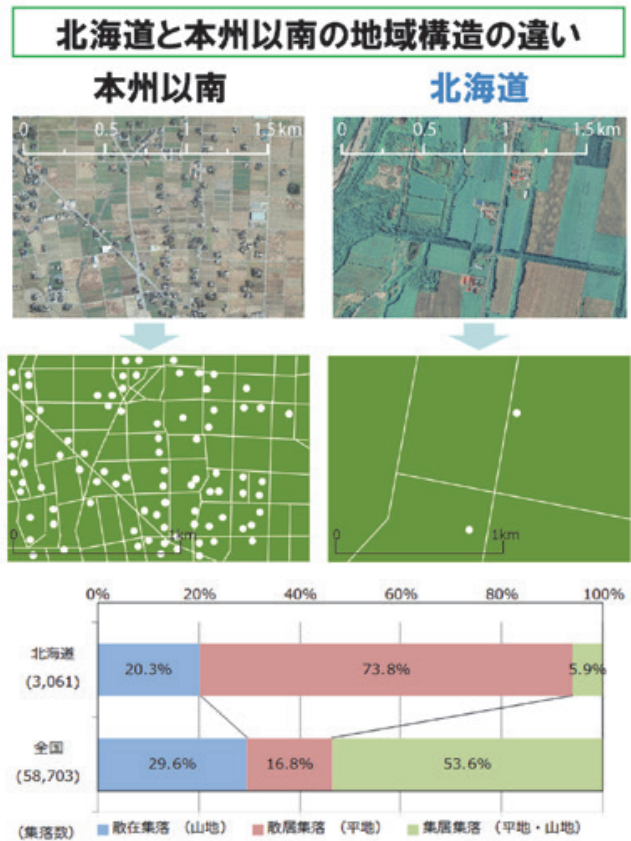 北海道と本州以南の地域構造の違い
本州以南
北海道
0 0.5 1 1.5km
0 0.5 1 1.5km
0 1km
0 1km
0% 20% 40% 60% 80% 100%
北海道
(3,061)
20.3% 73.8% 5.9%
全国
(58,703)
29.6% 16.8% 53.6%
(集落数) 散在集落 (山地) 散居集落 (平地) 集居集落 (平地・山地)